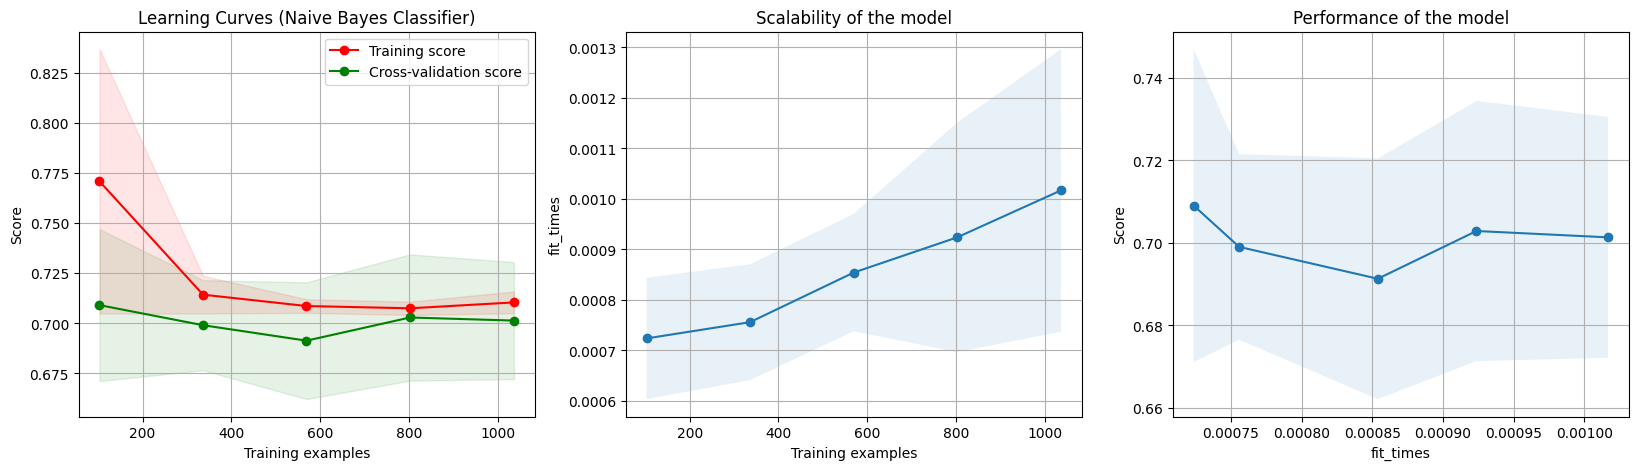 Learning Curves (Naive Bayes Classifier)
Training score
Cross-validation score
Score
0.825
0.800
0.775
0.750
0.725
0.700
0.675
200 400 600 800 1000
Training examples
Scalability of the model
fit_times
0.0013
0.0012
0.0011
0.0010
0.0009
0.0008
0.0007
0.0006
200 400 600 800 1000
Training examples
Performance of the model
Score
0.74
0.72
0.70
0.68
0.66
0.00075 0.00080 0.00085 0.00090 0.00095 0.00100
fit_times